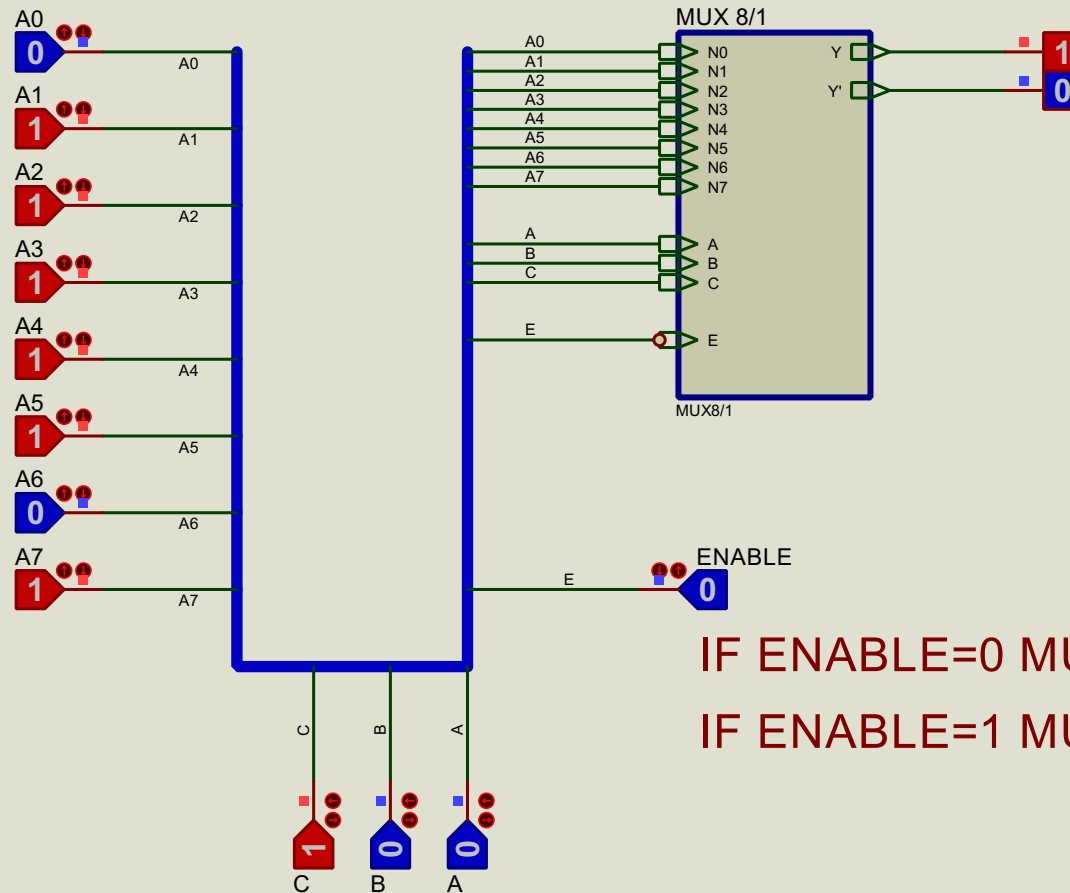 A0
0
A0
A1
1
A1
A2
1
A2
A3
1
A3
A4
1
A4
A5
1
A5
A6
0
A6
A7
1
A7
MUX 8/1
A0 N0 Y 1
A1 N1
A2 N2 Y' 0
A3 N3
A4 N4
A5 N5
A6 N6
A7 N7
A A
B B
C C
E E
MUX8/1
ENABLE
E 0
IF ENABLE=0
IF ENABLE=1
C B A
1 0 0
C B A